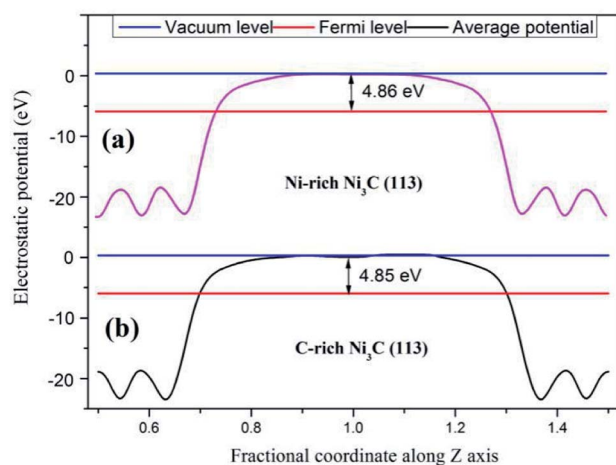 Vacuum level Fermi level Average potential
0
4.86 eV
-10
(a)
Ni-rich Ni₃C (113)
-20
Electrostatic potential (eV)
0
4.85 eV
-10
(b)
C-rich Ni₃C (113)
-20
0.6 0.8 1.0 1.2 1.4
Fractional coordinate along Z axis